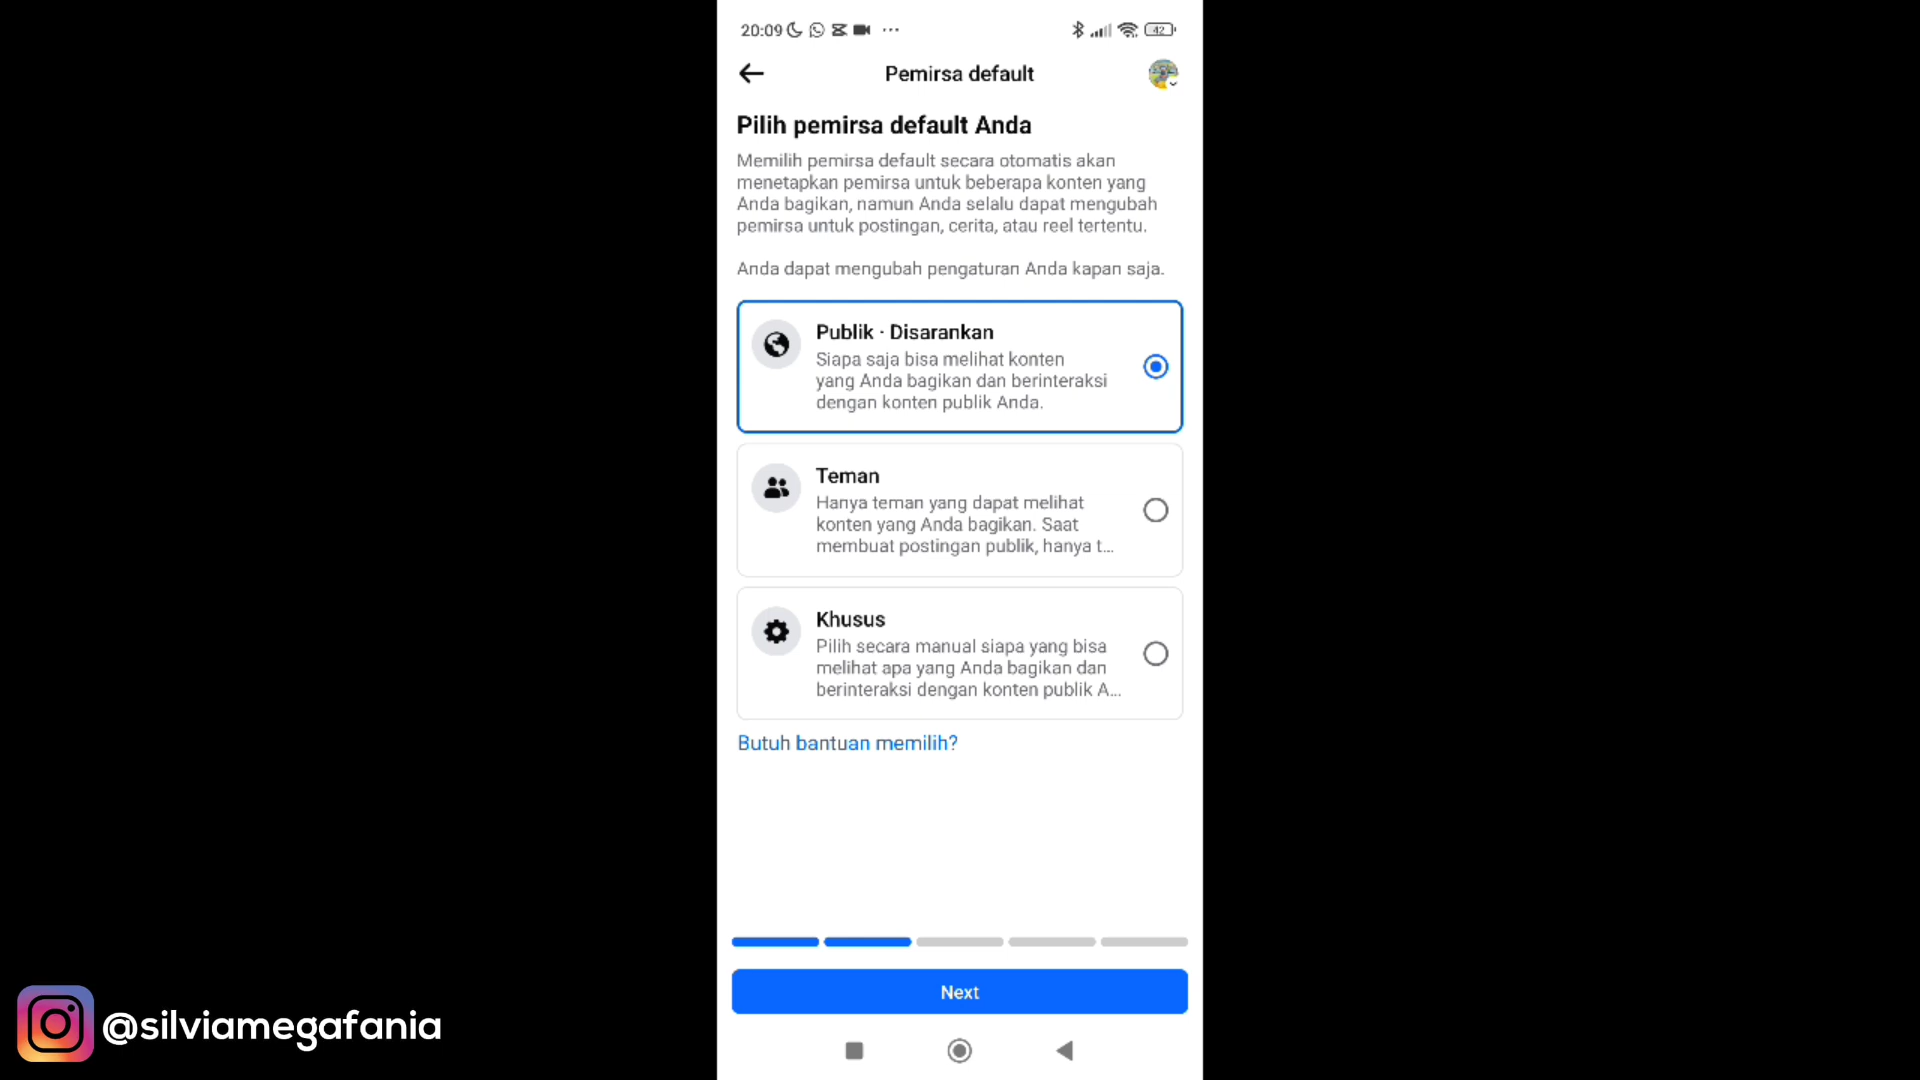 20:09
42
Pemirsa default
Pilih pemirsa default Anda
Memilih pemirsa default secara otomatis akan
menetapkan pemirsa untuk beberapa konten yang
Anda bagikan, namun Anda selalu dapat mengubah
pemirsa untuk postingan, cerita, atau reel tertentu.
Anda dapat mengubah pengaturan Anda kapan saja.
Publik · Disarankan
Siapa saja bisa melihat konten
yang Anda bagikan dan berinteraksi
dengan konten publik Anda.
Teman
Hanya teman yang dapat melihat
konten yang Anda bagikan. Saat
membuat postingan publik, hanya t...
Khusus
Pilih secara manual siapa yang bisa
melihat apa yang Anda bagikan dan
berinteraksi dengan konten publik A...
Butuh bantuan memilih?
Next
@silviamegafania